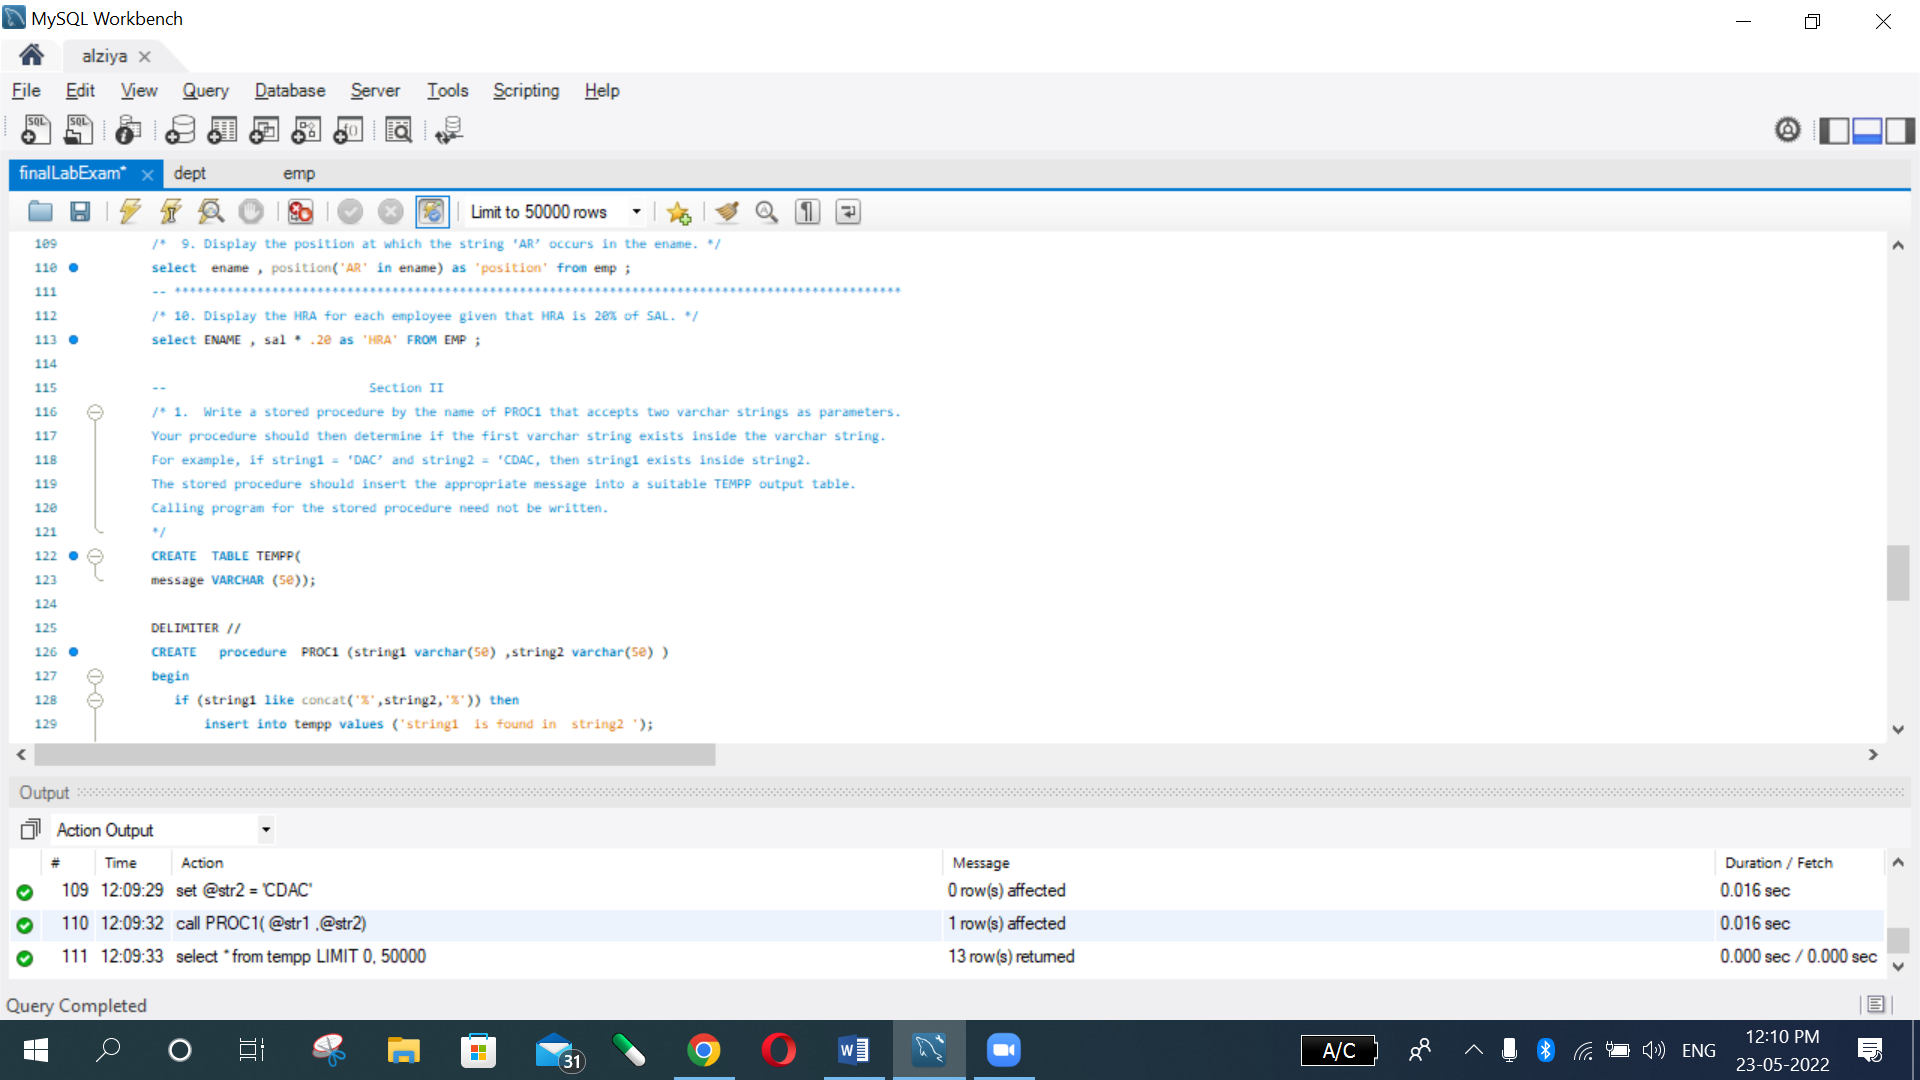 MySQL Workbench
alziya
File Edit View Query Database Server Tools Scripting Help
finalLabExam* dept emp
Limit to 50000 rows
109 /*  9. Display the position at which the string ‘AR’ occurs in the ename. */
110 select  ename , position('AR' in ename) as 'position' from emp ;
111 -- *************************************************************************************************
112 /* 10. Display the HRA for each employee given that HRA is 20% of SAL. */
113 select ENAME , sal * .20 as 'HRA' FROM EMP ;
114
115 -- Section II
116 /* 1.  Write a stored procedure by the name of PROC1 that accepts two varchar strings as parameters.
117 Your procedure should then determine if the first varchar string exists inside the varchar string.
118 For example, if string1 = ‘DAC’ and string2 = ‘CDAC, then string1 exists inside string2.
119 The stored procedure should insert the appropriate message into a suitable TEMPP output table.
120 Calling program for the stored procedure need not be written.
121 */
122 CREATE  TABLE TEMPP(
123 message VARCHAR (50));
124
125 DELIMITER //
126 CREATE   procedure  PROC1 (string1 varchar(50) ,string2 varchar(50) )
127 begin
128 if (string1 like concat('%',string2,'%')) then
129 insert into tempp values ('string1  is found in  string2 ');
Output
Action Output
# Time Action Message Duration / Fetch
109 12:09:29 set @str2 = 'CDAC' 0 row(s) affected 0.016 sec
110 12:09:32 call PROC1( @str1 ,@str2) 1 row(s) affected 0.016 sec
111 12:09:33 select * from tempp LIMIT 0, 50000 13 row(s) returned 0.000 sec / 0.000 sec
Query Completed
31 A/C ENG 12:10 PM
23-05-2022